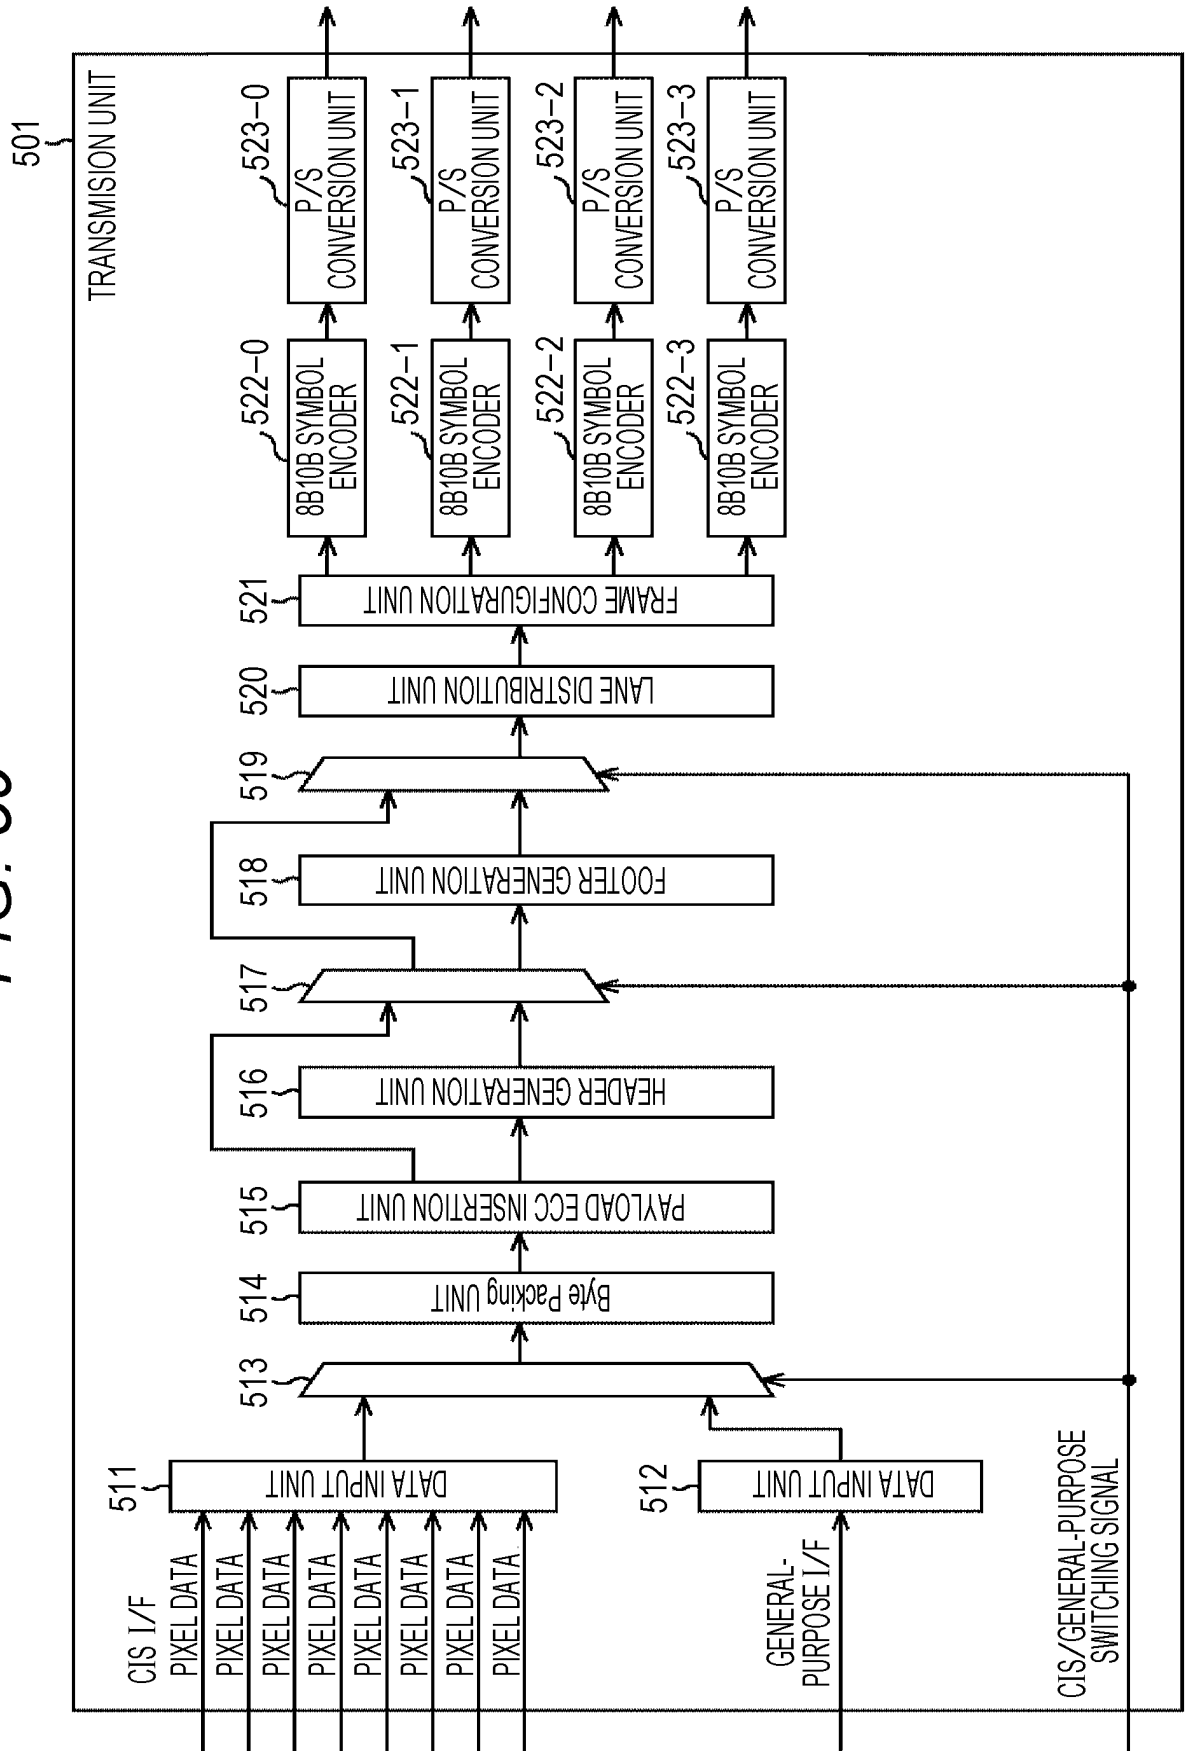 501
TRANSMISION UNIT
CIS I/F
PIXEL DATA
PIXEL DATA
PIXEL DATA
PIXEL DATA
PIXEL DATA
PIXEL DATA
PIXEL DATA
PIXEL DATA
511
DATA INPUT UNIT
GENERAL-
PURPOSE I/F
512
DATA INPUT UNIT
CIS/GENERAL-PURPOSE
SWITCHING SIGNAL
513
514
Byte Packing UNIT
515
PAYLOAD ECC INSERTION UNIT
516
HEADER GENERATION UNIT
517
518
FOOTER GENERATION UNIT
519
520
LANE DISTRIBUTION UNIT
521
FRAME CONFIGURATION UNIT
522-0
8B10B SYMBOL
ENCODER
523-0
P/S
CONVERSION UNIT
522-1
8B10B SYMBOL
ENCODER
523-1
P/S
CONVERSION UNIT
522-2
8B10B SYMBOL
ENCODER
523-2
P/S
CONVERSION UNIT
522-3
8B10B SYMBOL
ENCODER
523-3
P/S
CONVERSION UNIT